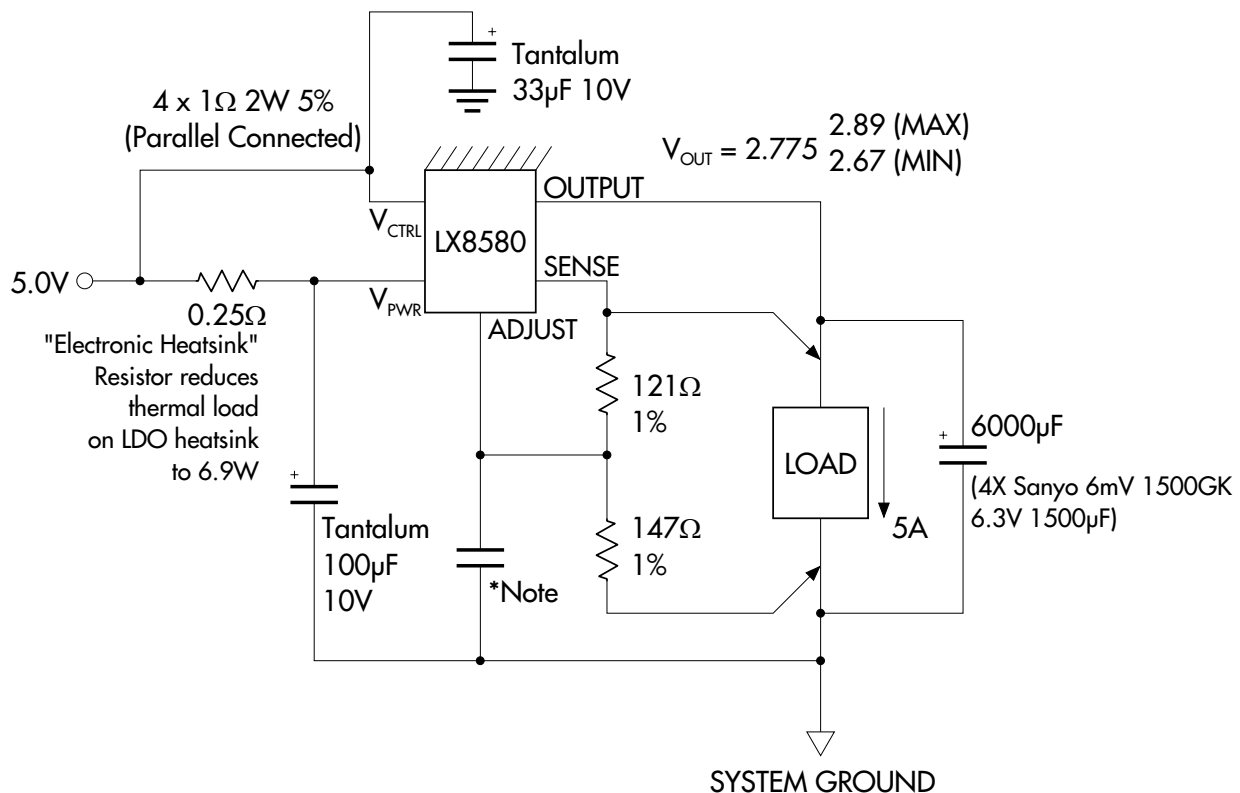 +
Tantalum
33µF 10V
4 x 1Ω 2W 5%
(Parallel Connected)
V_OUT = 2.775 2.89 (MAX)
2.67 (MIN)
OUTPUT
V_CTRL
LX8580
SENSE
5.0V
V_PWR
0.25Ω
ADJUST
"Electronic Heatsink"
Resistor reduces
thermal load
on LDO heatsink
to 6.9W
121Ω
1%
LOAD
+
6000µF
(4X Sanyo 6mV 1500GK
6.3V 1500µF)
5A
+
Tantalum
100µF
10V
*Note
147Ω
1%
SYSTEM GROUND